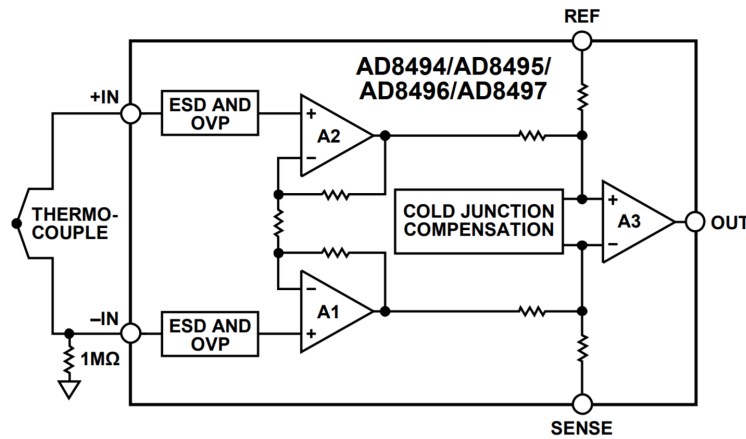 REF
AD8494/AD8495/
AD8496/AD8497
+IN
ESD AND
OVP
+
A2
–
THERMO-
COUPLE
COLD JUNCTION
COMPENSATION
+
A3
–
OUT
–
A1
+
–IN
ESD AND
OVP
1MΩ
SENSE